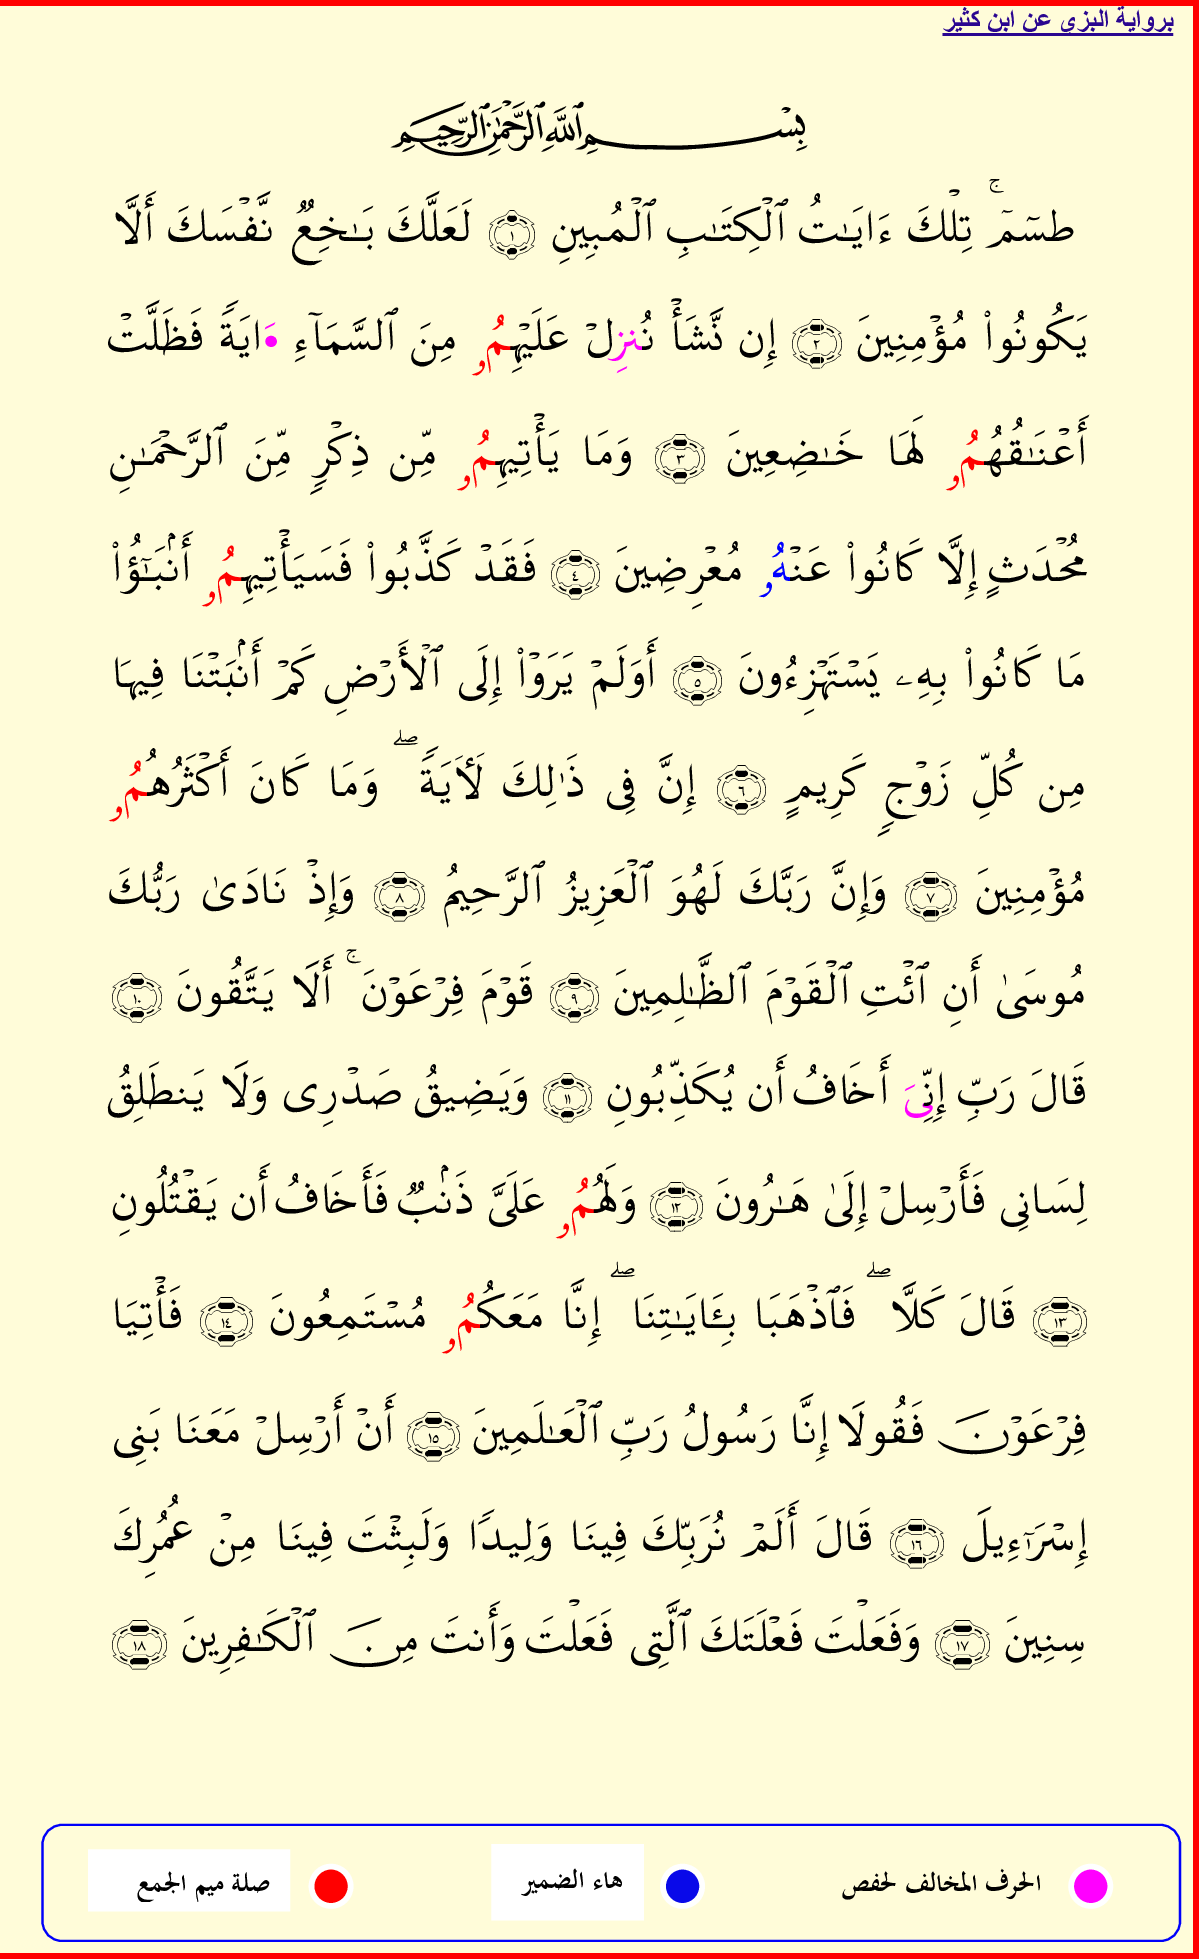 برواية البزى عن ابن كثير
بِسْمِ ٱللَّهِ ٱلرَّحْمَٰنِ ٱلرَّحِيمِ
طسٓمٓۚ تِلْكَ ءَايَٰتُ ٱلْكِتَٰبِ ٱلْمُبِينِ ١ لَعَلَّكَ بَٰخِعٌ نَّفْسَكَ أَلَّا
يَكُونُوا۟ مُؤْمِنِينَ ٢ إِن نَّشَأْ نُنزِلْ عَلَيْهِمُۥ مِنَ ٱلسَّمَآءِ ءَايَةً فَظَلَّتْ
أَعْنَٰقُهُمُۥ لَهَا خَٰضِعِينَ ٣ وَمَا يَأْتِيهِمُۥ مِّن ذِكْرٍ مِّنَ ٱلرَّحْمَٰنِ
مُحْدَثٍ إِلَّا كَانُوا۟ عَنْهُۥ مُعْرِضِينَ ٤ فَقَدْ كَذَّبُوا۟ فَسَيَأْتِيهِمُۥ أَنۢبَٰٓؤُا۟
مَا كَانُوا۟ بِهِۦ يَسْتَهْزِءُونَ ٥ أَوَلَمْ يَرَوْا۟ إِلَى ٱلْأَرْضِ كَمْ أَنۢبَتْنَا فِيهَا
مِن كُلِّ زَوْجٍ كَرِيمٍ ٦ إِنَّ فِى ذَٰلِكَ لَأَيَةًۖ وَمَا كَانَ أَكْثَرُهُمُۥ
مُؤْمِنِينَ ٧ وَإِنَّ رَبَّكَ لَهُوَ ٱلْعَزِيزُ ٱلرَّحِيمُ ٨ وَإِذْ نَادَىٰ رَبُّكَ
مُوسَىٰ أَنِ ٱئْتِ ٱلْقَوْمَ ٱلظَّٰلِمِينَ ٩ قَوْمَ فِرْعَوْنَۚ أَلَا يَتَّقُونَ ١٠
قَالَ رَبِّ إِنِّىَ أَخَافُ أَن يُكَذِّبُونِ ١١ وَيَضِيقُ صَدْرِى وَلَا يَنطَلِقُ
لِسَانِى فَأَرْسِلْ إِلَىٰ هَٰرُونَ ١٢ وَلَهُمُۥ عَلَىَّ ذَنۢبٌ فَأَخَافُ أَن يَقْتُلُونِ
١٣ قَالَ كَلَّاۖ فَٱذْهَبَا بِـَٔايَٰتِنَاۖ إِنَّا مَعَكُمُۥ مُسْتَمِعُونَ ١٤ فَأْتِيَا
فِرْعَوْنَ فَقُولَا إِنَّا رَسُولُ رَبِّ ٱلْعَٰلَمِينَ ١٥ أَنْ أَرْسِلْ مَعَنَا بَنِى
إِسْرَٰٓءِيلَ ١٦ قَالَ أَلَمْ نُرَبِّكَ فِينَا وَلِيدًا وَلَبِثْتَ فِينَا مِنْ عُمُرِكَ
سِنِينَ ١٧ وَفَعَلْتَ فَعْلَتَكَ ٱلَّتِى فَعَلْتَ وَأَنتَ مِنَ ٱلْكَٰفِرِينَ ١٨
الحرف المخالف لحفص هاء الضمير صلة ميم الجمع